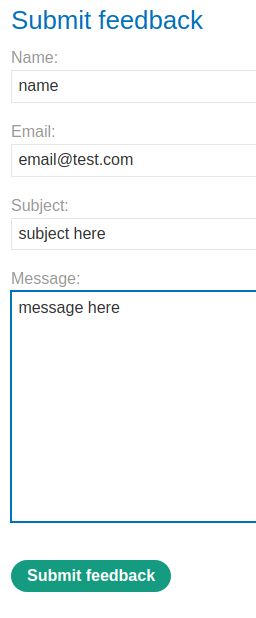 Submit feedback
Name:
name
Email:
email@test.com
Subject:
subject here
Message:
message here
Submit feedback